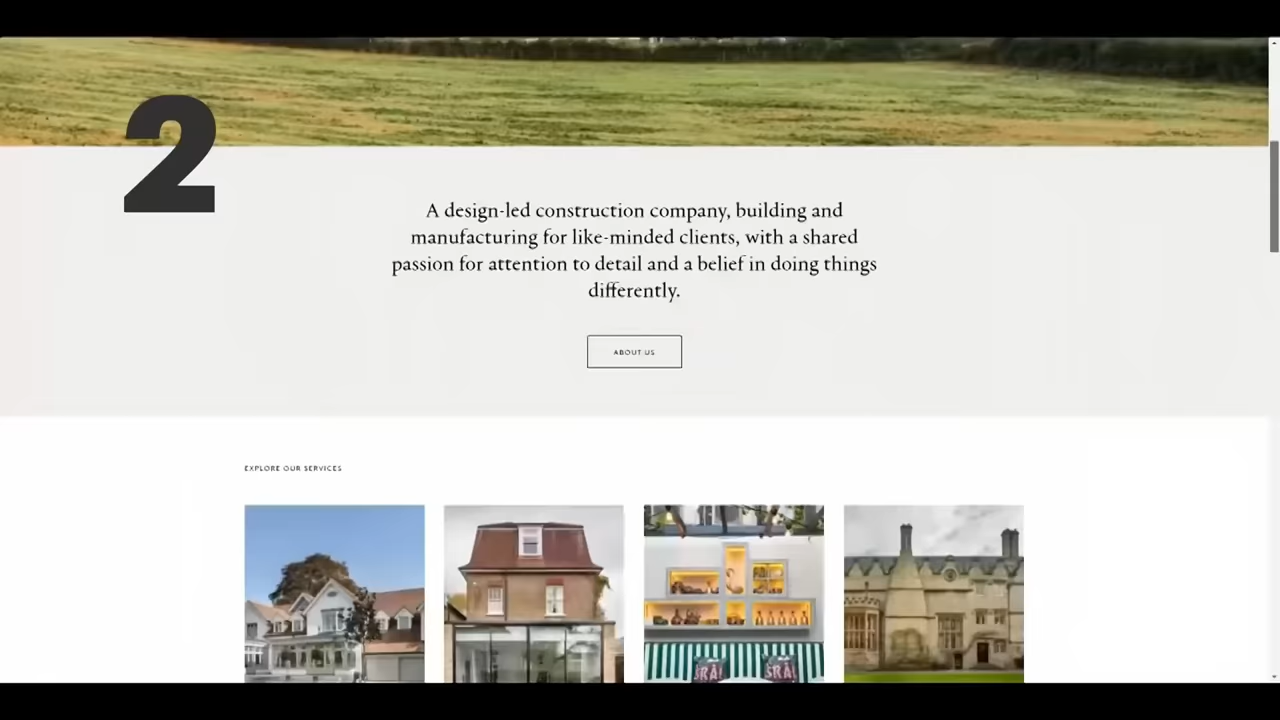 2
A design-led construction company, building and
manufacturing for like-minded clients, with a shared
passion for attention to detail and a belief in doing things
differently.
ABOUT US
EXPLORE OUR SERVICES